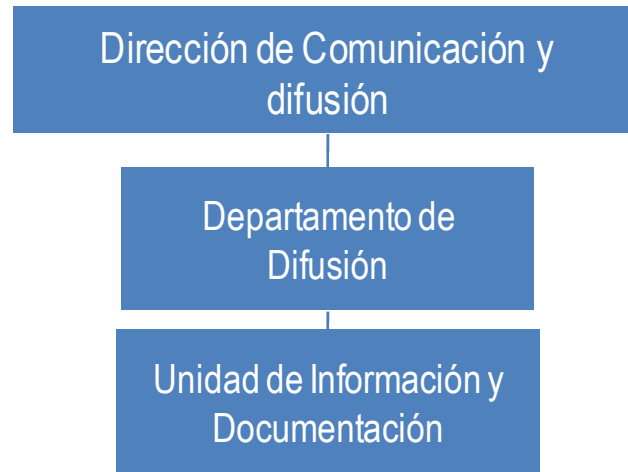 Dirección de Comunicación y
difusión
Departamento de
Difusión
Unidad de Información y
Documentación